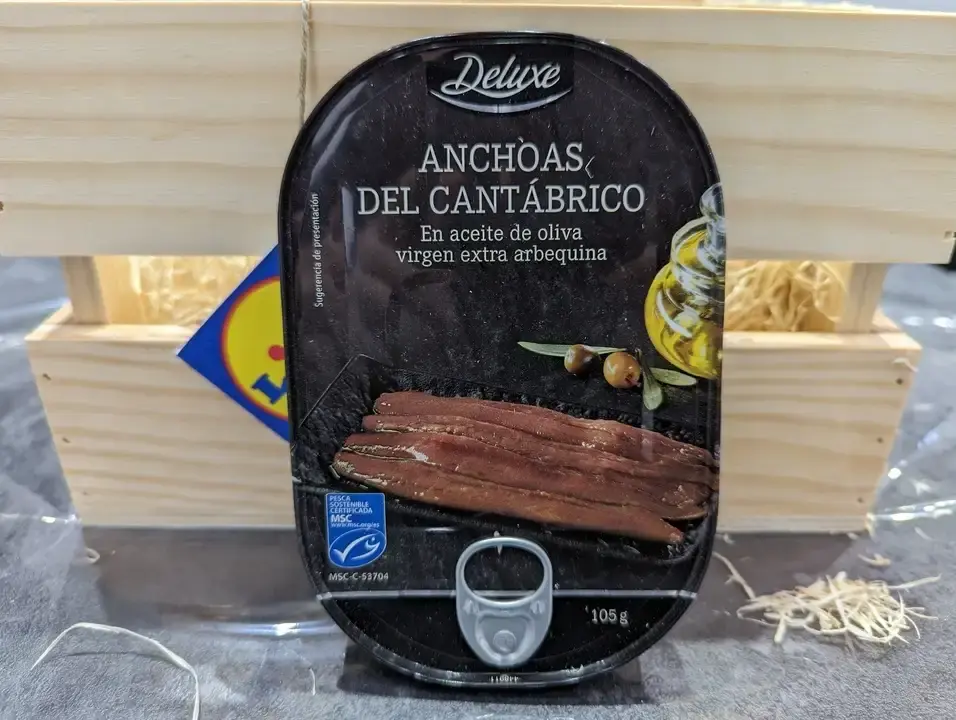 Deluxe
ANCHOAS
DEL CANTÁBRICO
En aceite de oliva
virgen extra arbequina
Sugerencia de presentación
PESCA
SOSTENIBLE
CERTIFICADA
MSC
www.msc.org/es
MSC-C-53704
105 g